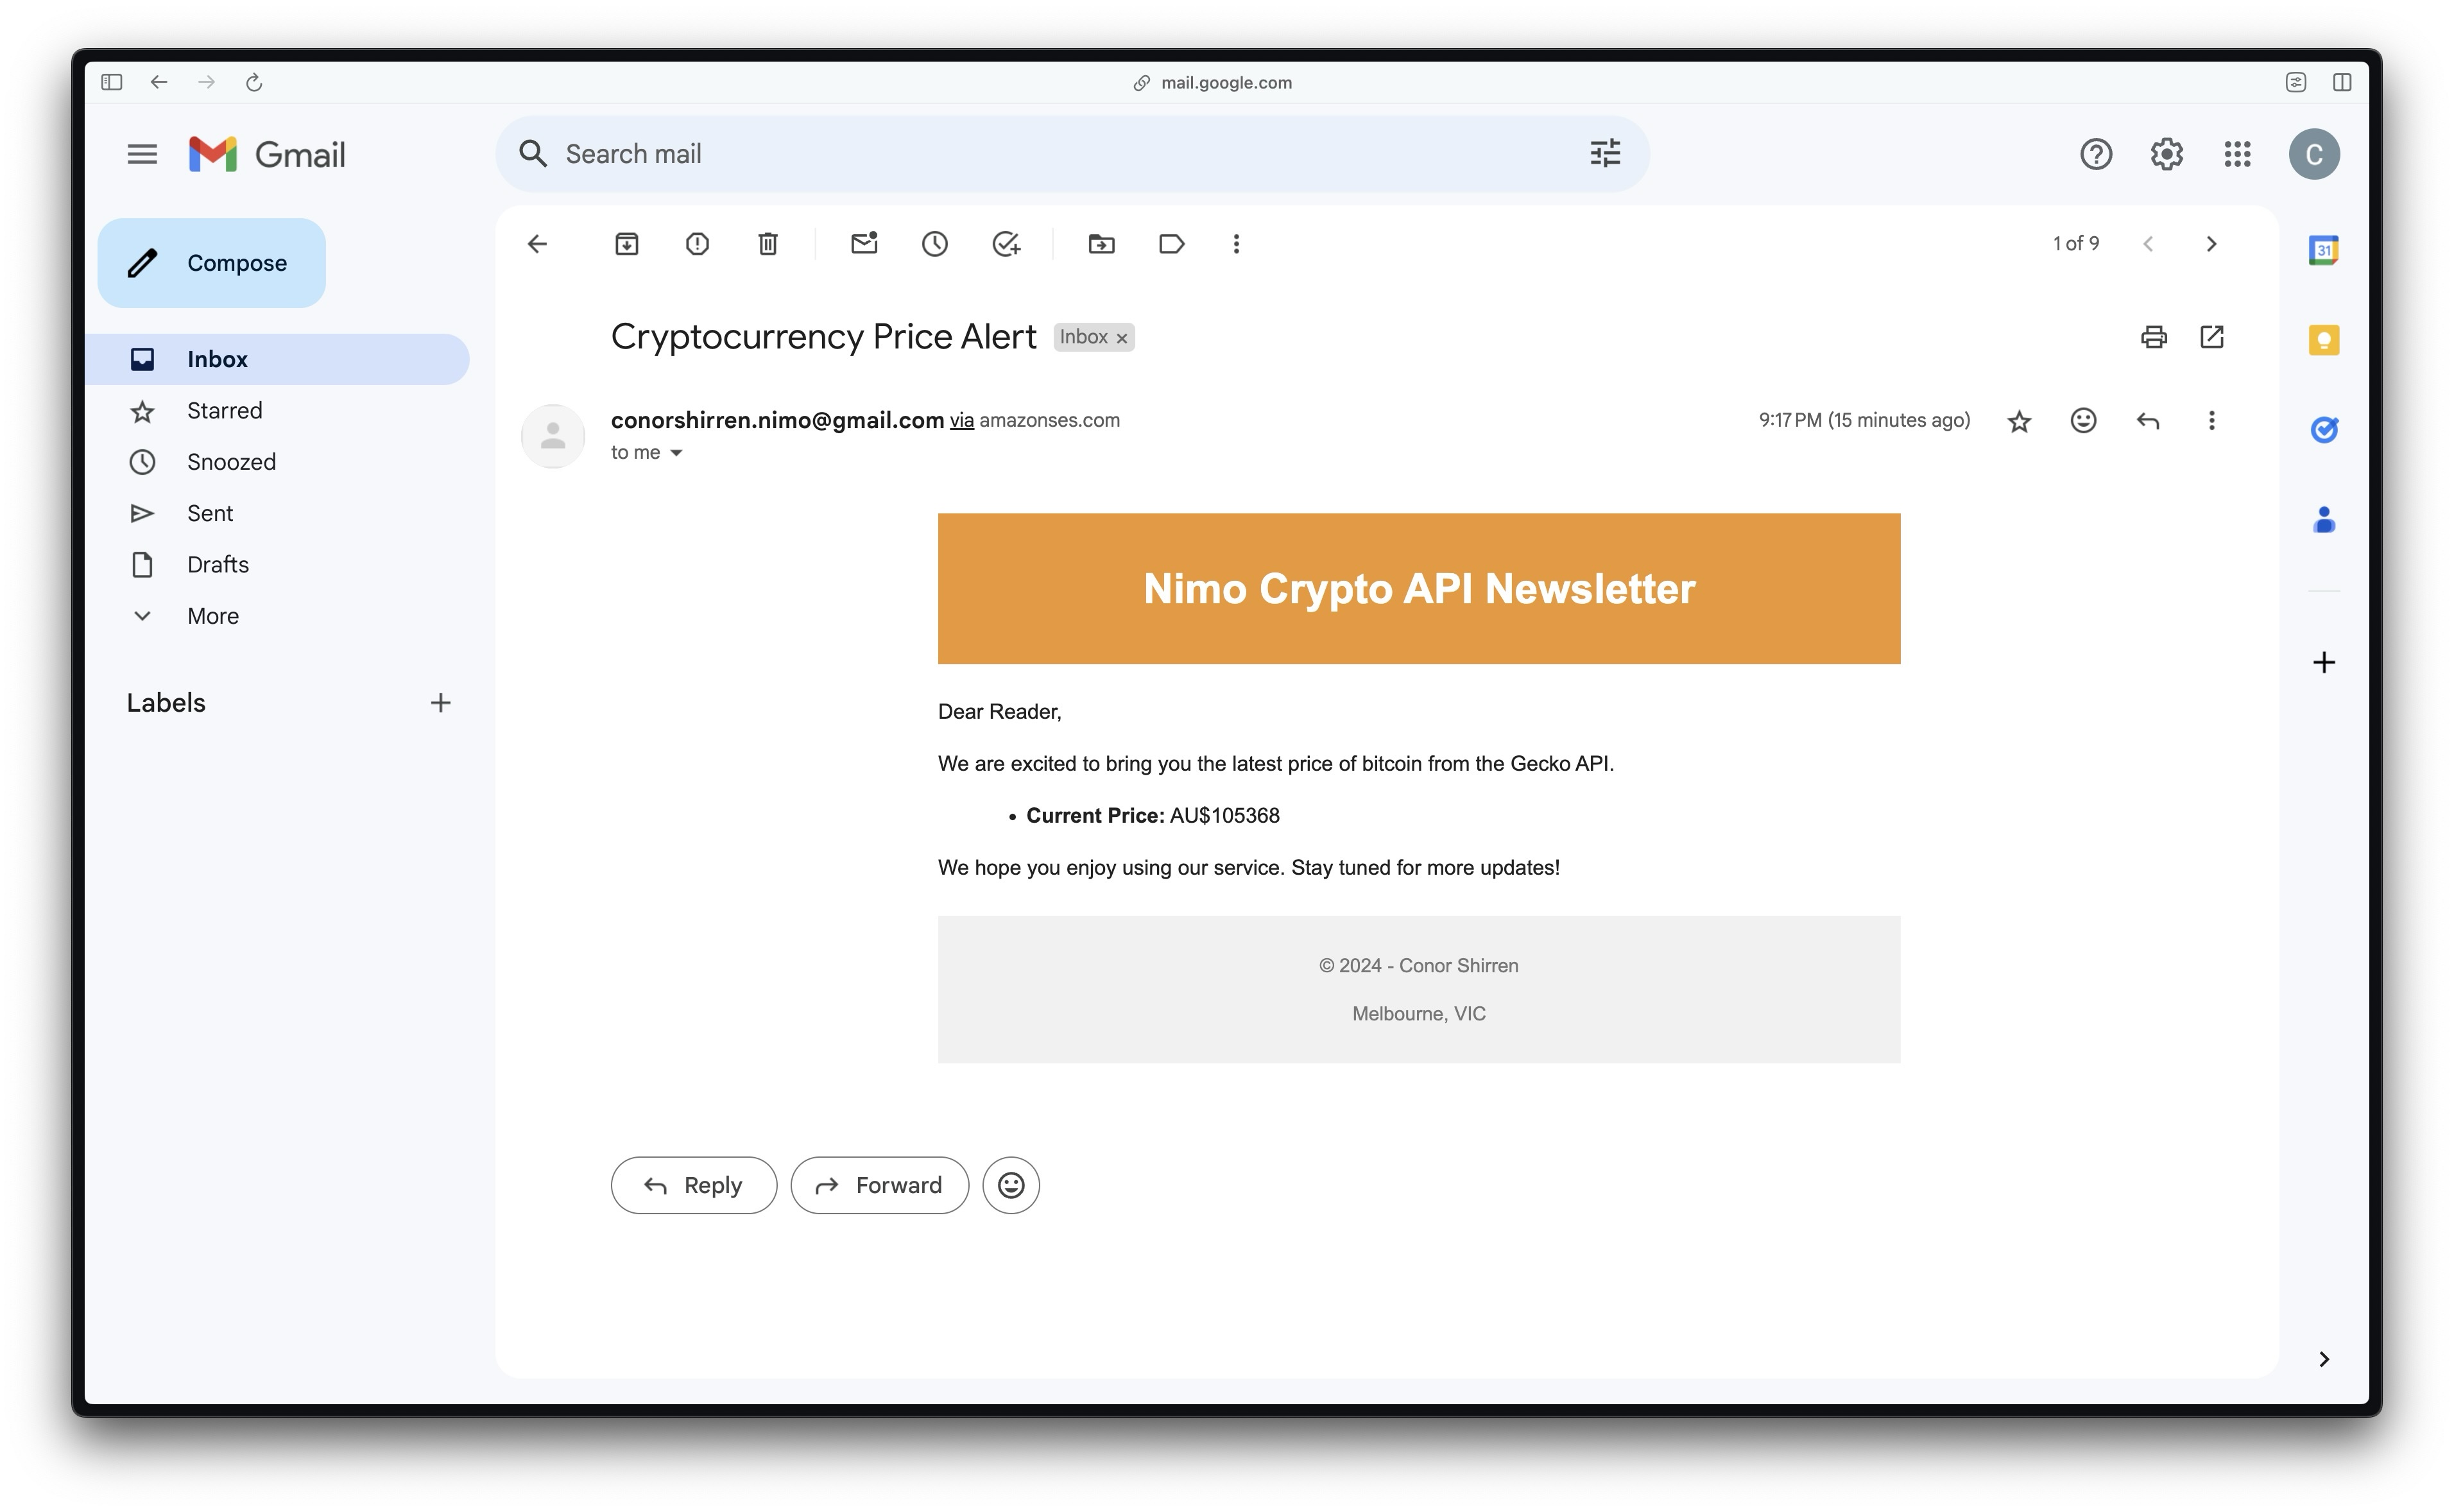 mail.google.com
Gmail
Search mail
C
Compose
1 of 9
31
Cryptocurrency Price Alert Inbox ×
Inbox
Starred
conorshirren.nimo@gmail.com via amazonses.com 9:17 PM (15 minutes ago)
to me
Snoozed
Sent
Drafts
More
Labels
Nimo Crypto API Newsletter
Dear Reader,
We are excited to bring you the latest price of bitcoin from the Gecko API.
• Current Price: AU$105368
We hope you enjoy using our service. Stay tuned for more updates!
© 2024 - Conor Shirren
Melbourne, VIC
Reply Forward